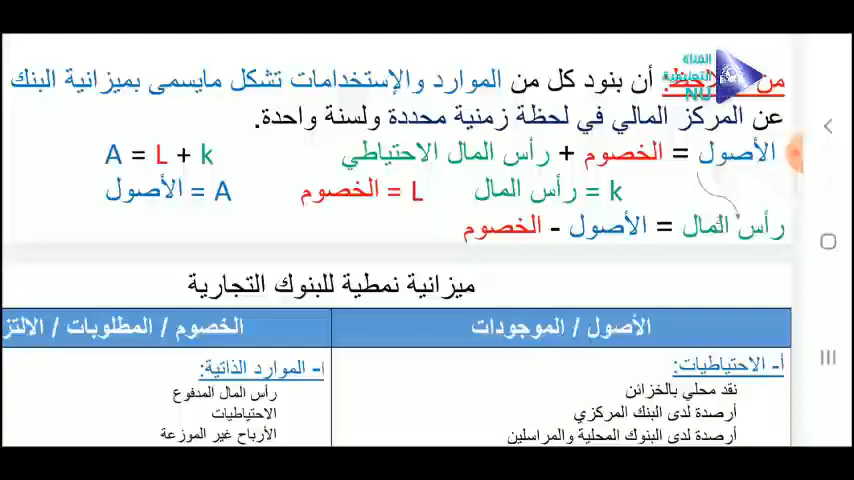 القناة
التعليمية
NU
من أن بنود كل من الموارد والإستخدامات تشكل مايسمى بميزانية البنك
عن المركز المالي في لحظة زمنية محددة ولسنة واحدة.
الأصول = الخصوم + رأس المال الاحتياطي A = L + k
k = رأس المال L = الخصوم A = الأصول
رأس المال = الأصول - الخصوم
ميزانية نمطية للبنوك التجارية
الأصول / الموجودات الخصوم / المطلوبات /
أ- الاحتياطيات: أ- الموارد الذاتية:
نقد محلي بالخزائن رأس المال المدفوع
أرصدة لدى البنك المركزي الاحتياطيات
أرصدة لدى البنوك المحلية والمراسلين الأرباح غير الموزعة